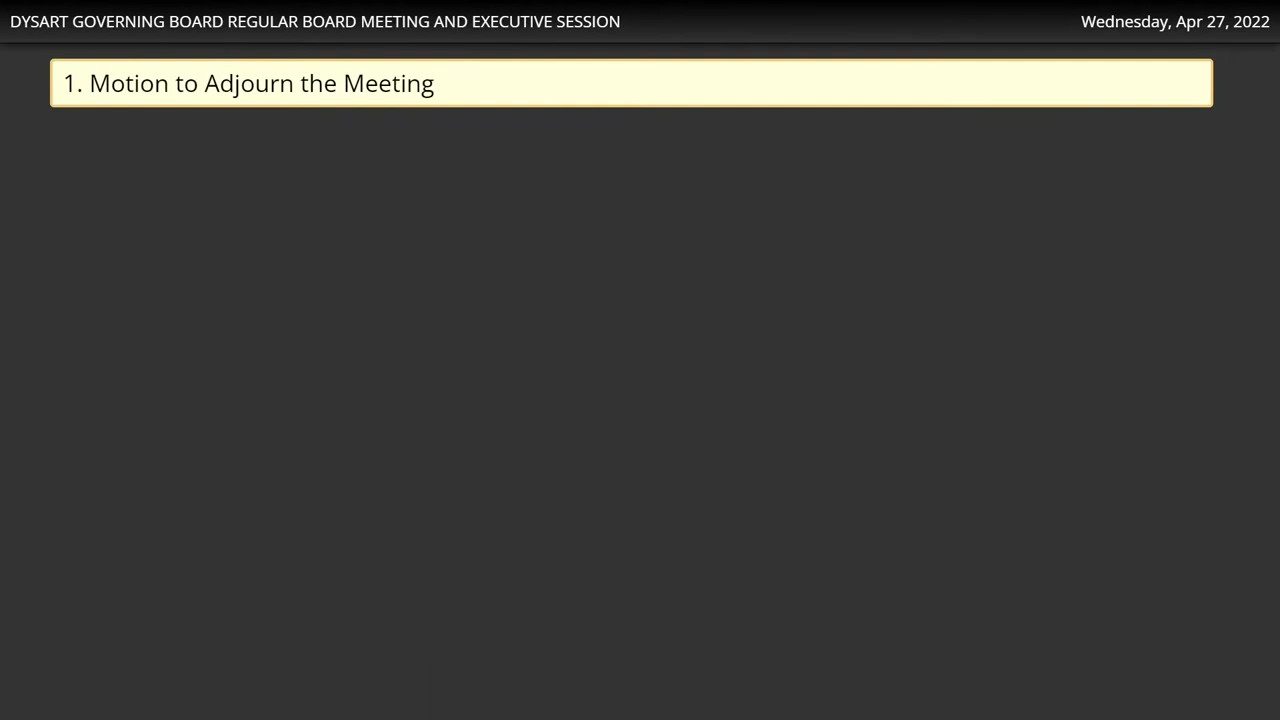 DYSART GOVERNING BOARD REGULAR BOARD MEETING AND EXECUTIVE SESSION
Wednesday, Apr 27, 2022
1. Motion to Adjourn the Meeting